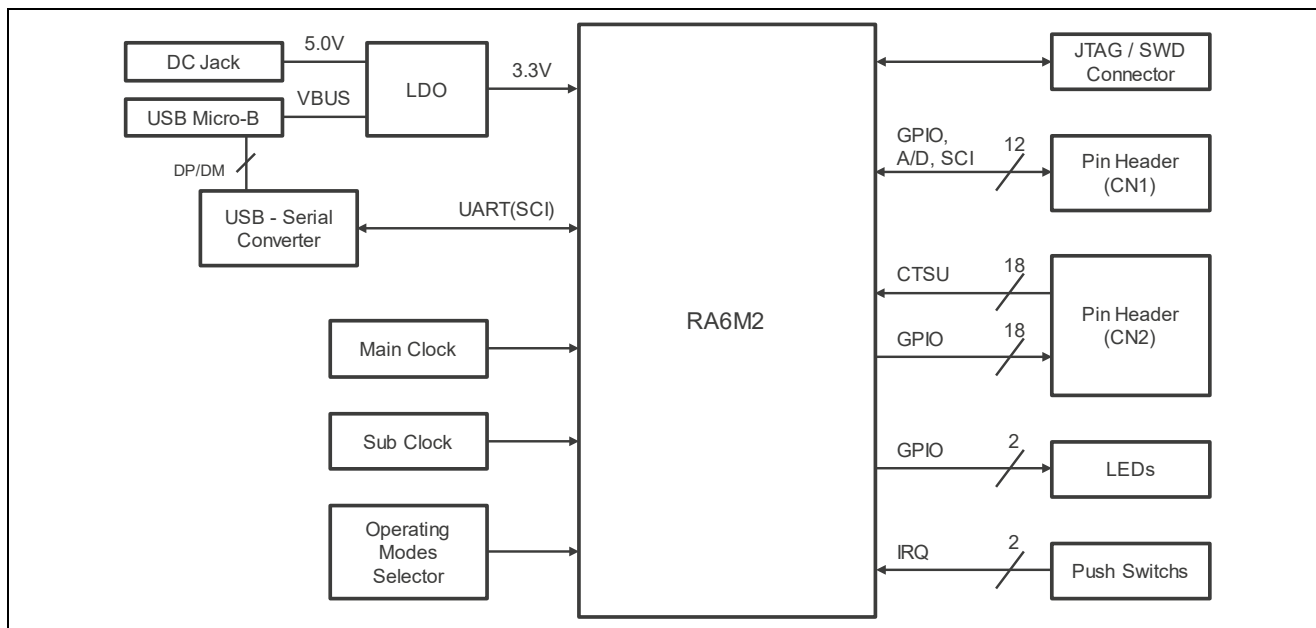 DC Jack
5.0V
LDO
3.3V
USB Micro-B
VBUS
DP/DM
USB - Serial
Converter
UART(SCI)
Main Clock
Sub Clock
Operating
Modes
Selector
RA6M2
JTAG / SWD
Connector
GPIO,
A/D, SCI
12
Pin Header
(CN1)
CTSU
18
GPIO
18
Pin Header
(CN2)
GPIO
2
LEDs
IRQ
2
Push Switchs